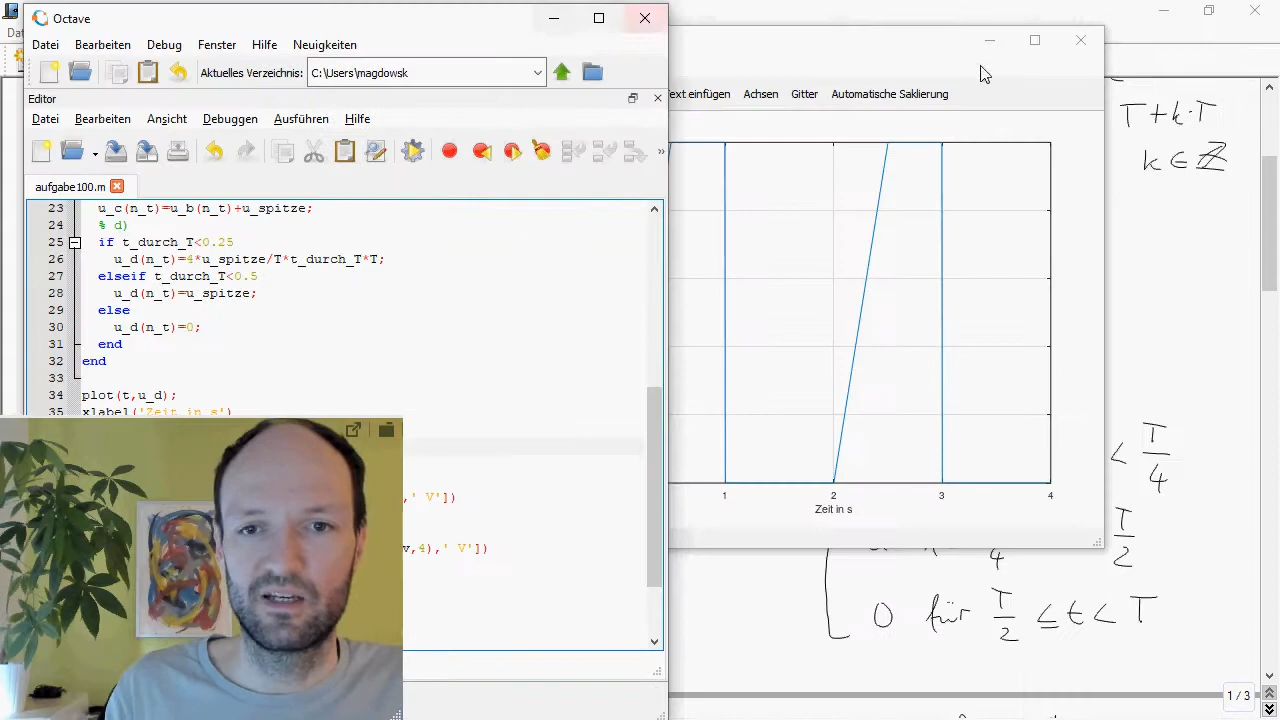 Octave
Datei Bearbeiten Debug Fenster Hilfe Neuigkeiten
Aktuelles Verzeichnis: C:\Users\magdowsk
Editor
Datei Bearbeiten Ansicht Debuggen Ausführen Hilfe
aufgabe100.m
23 u_c(n_t)=u_b(n_t)+u_spitze;
24 % d)
25 if t_durch_T<0.25
26 u_d(n_t)=4*u_spitze/T*t_durch_T*T;
27 elseif t_durch_T<0.5
28 u_d(n_t)=u_spitze;
29 else
30 u_d(n_t)=0;
31 end
32 end
33
34 plot(t,u_d);
35 xlabel('Zeit in s')
,' V'])
v,4),' V'])
ext einfügen Achsen Gitter Automatische Saklierung
1 2 3 4
Zeit in s
T+k·T
k∈ℤ
< T/4
T/2
4
0 für T/2 ≤ t < T
1 / 3